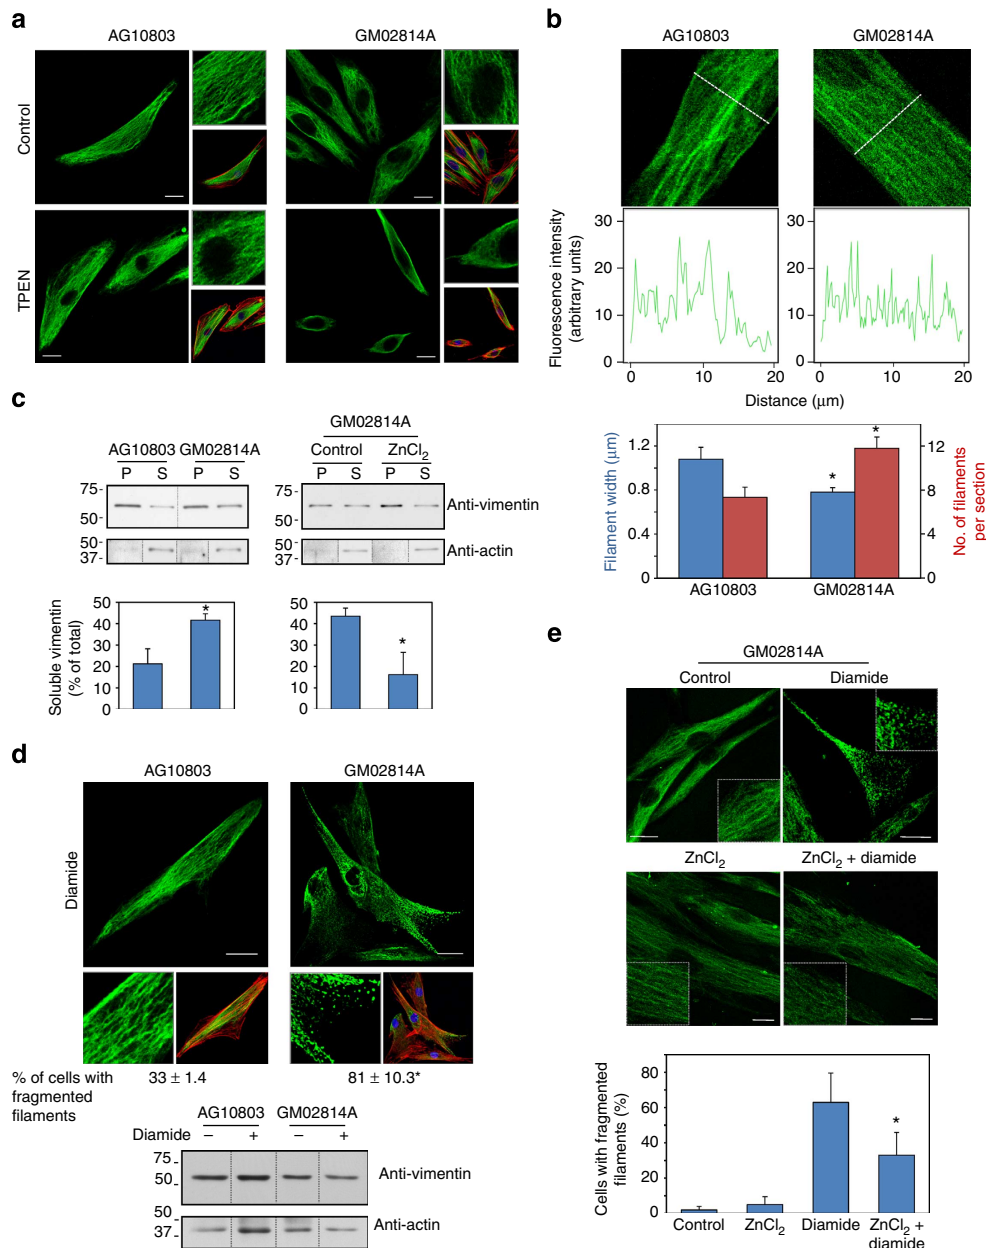 a
AG10803
GM02814A
Control
TPEN
b
AG10803
GM02814A
Fluorescence intensity
(arbitrary units)
30
20
10
0
30
20
10
0
0
10
20
0
10
20
Distance (μm)
Filament width (μm)
1.2
0.8
0.4
0
*
*
12
8
4
0
No. of filaments
per section
AG10803
GM02814A
c
GM02814A
AG10803 GM02814A
Control ZnCl2
P S P S
P S P S
75-
50-
75-
50-
Anti-vimentin
50-
37-
50-
37-
Anti-actin
Soluble vimentin
(% of total)
50
40
30
20
10
0
*
50
40
30
20
10
0
*
d
AG10803
GM02814A
Diamide
% of cells with
fragmented
filaments
33 ± 1.4
81 ± 10.3*
AG10803 GM02814A
Diamide – + – +
75-
50-
Anti-vimentin
50-
37-
Anti-actin
e
GM02814A
Control
Diamide
ZnCl2
ZnCl2 + diamide
Cells with fragmented
filaments (%)
80
60
40
20
0
*
Control
ZnCl2
Diamide
ZnCl2 +
diamide